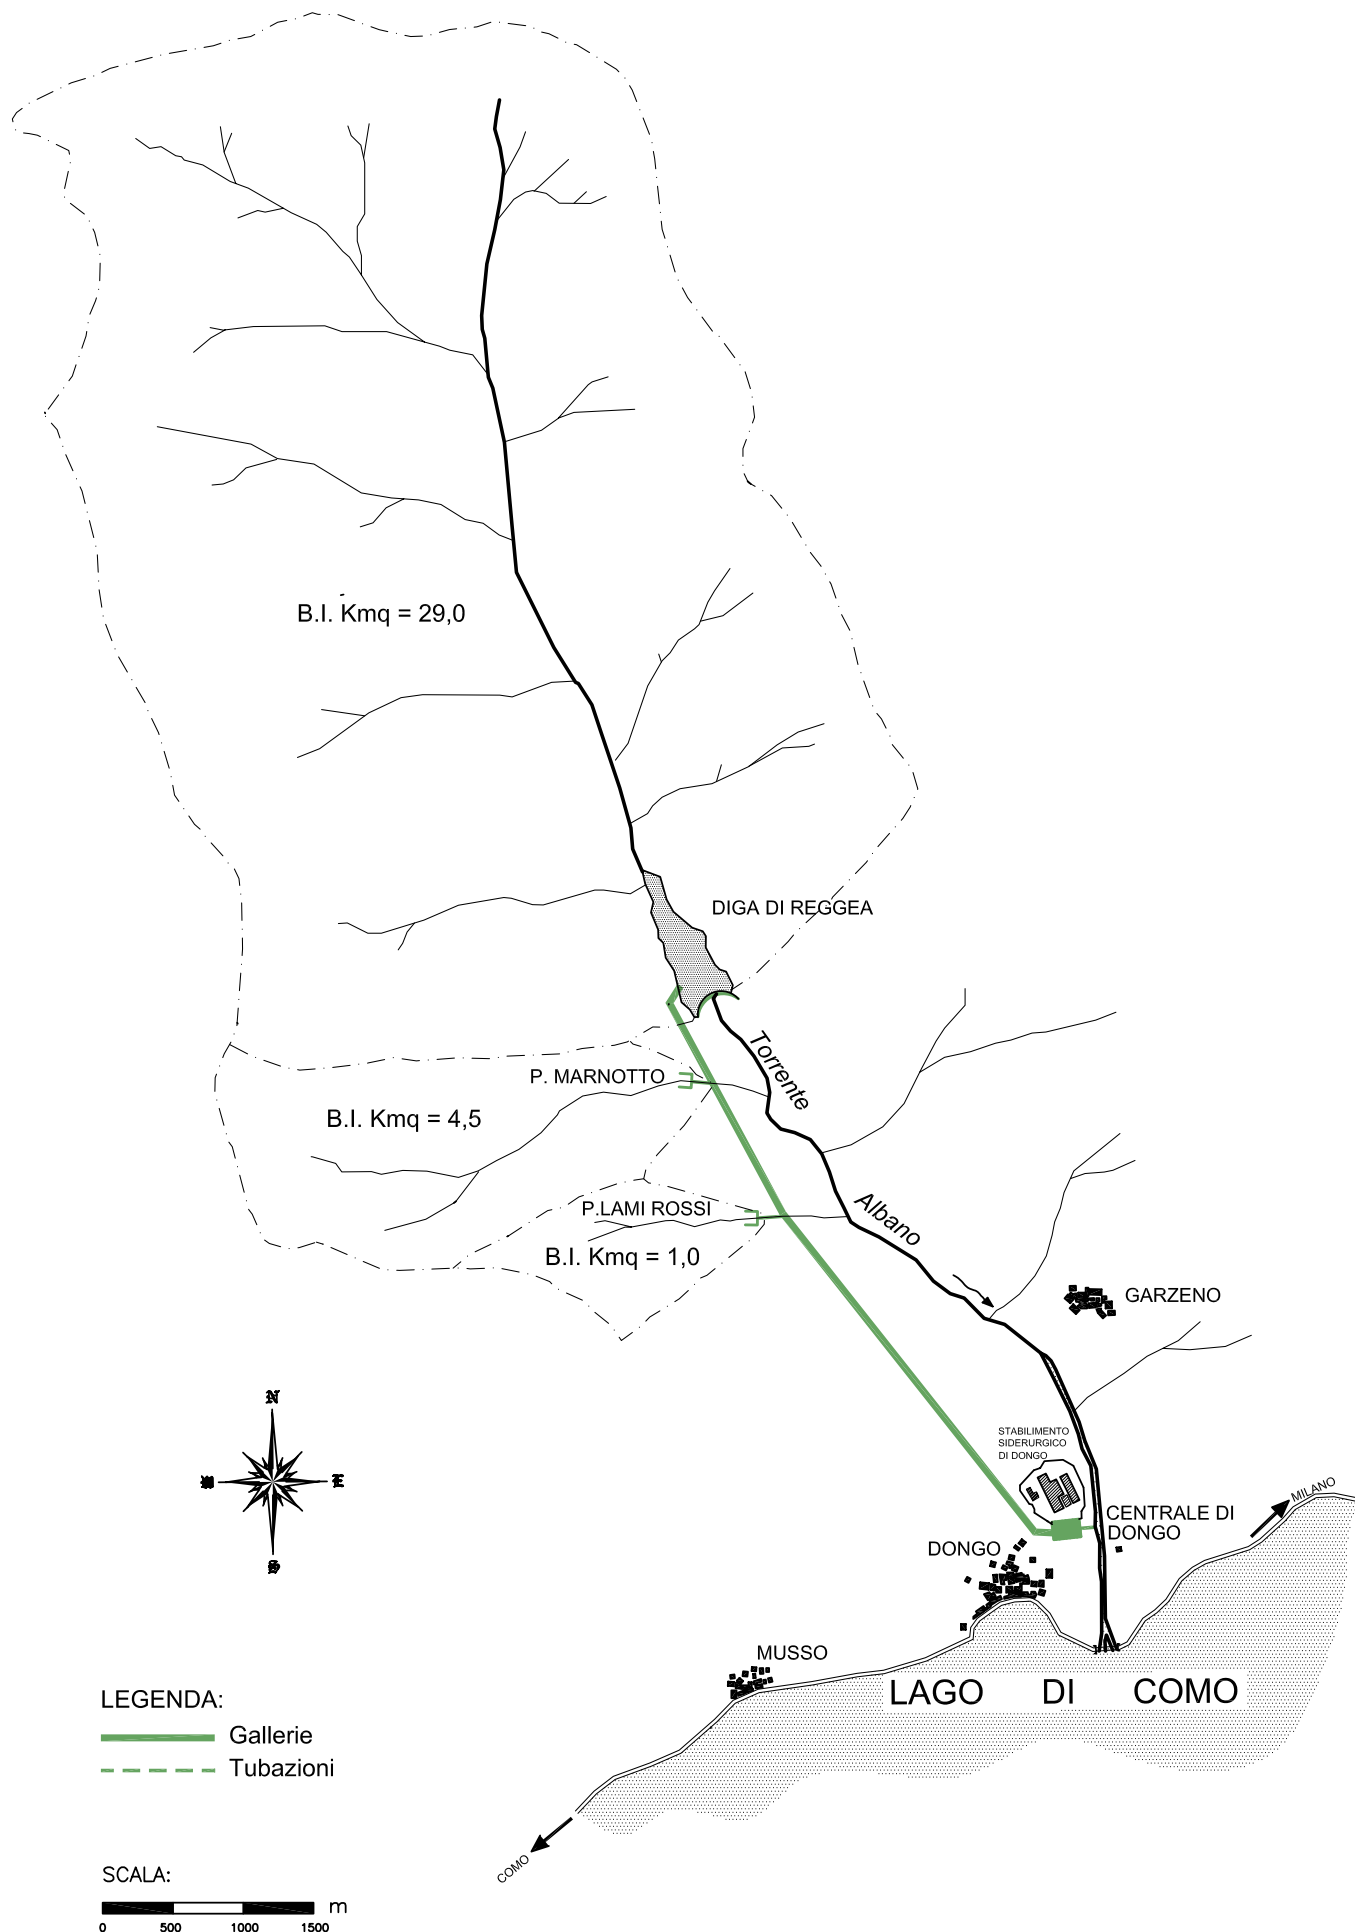 B.I. Kmq = 29,0
DIGA DI REGGEA
Torrente
P. MARNOTTO
B.I. Kmq = 4,5
P.LAMI ROSSI
Albano
B.I. Kmq = 1,0
GARZENO
N
S
STABILIMENTO
SIDERURGICO
DI DONGO
MILANO
CENTRALE DI
DONGO
DONGO
MUSSO
LAGO DI COMO
LEGENDA:
Gallerie
Tubazioni
COMO
SCALA:
m
0 500 1000 1500